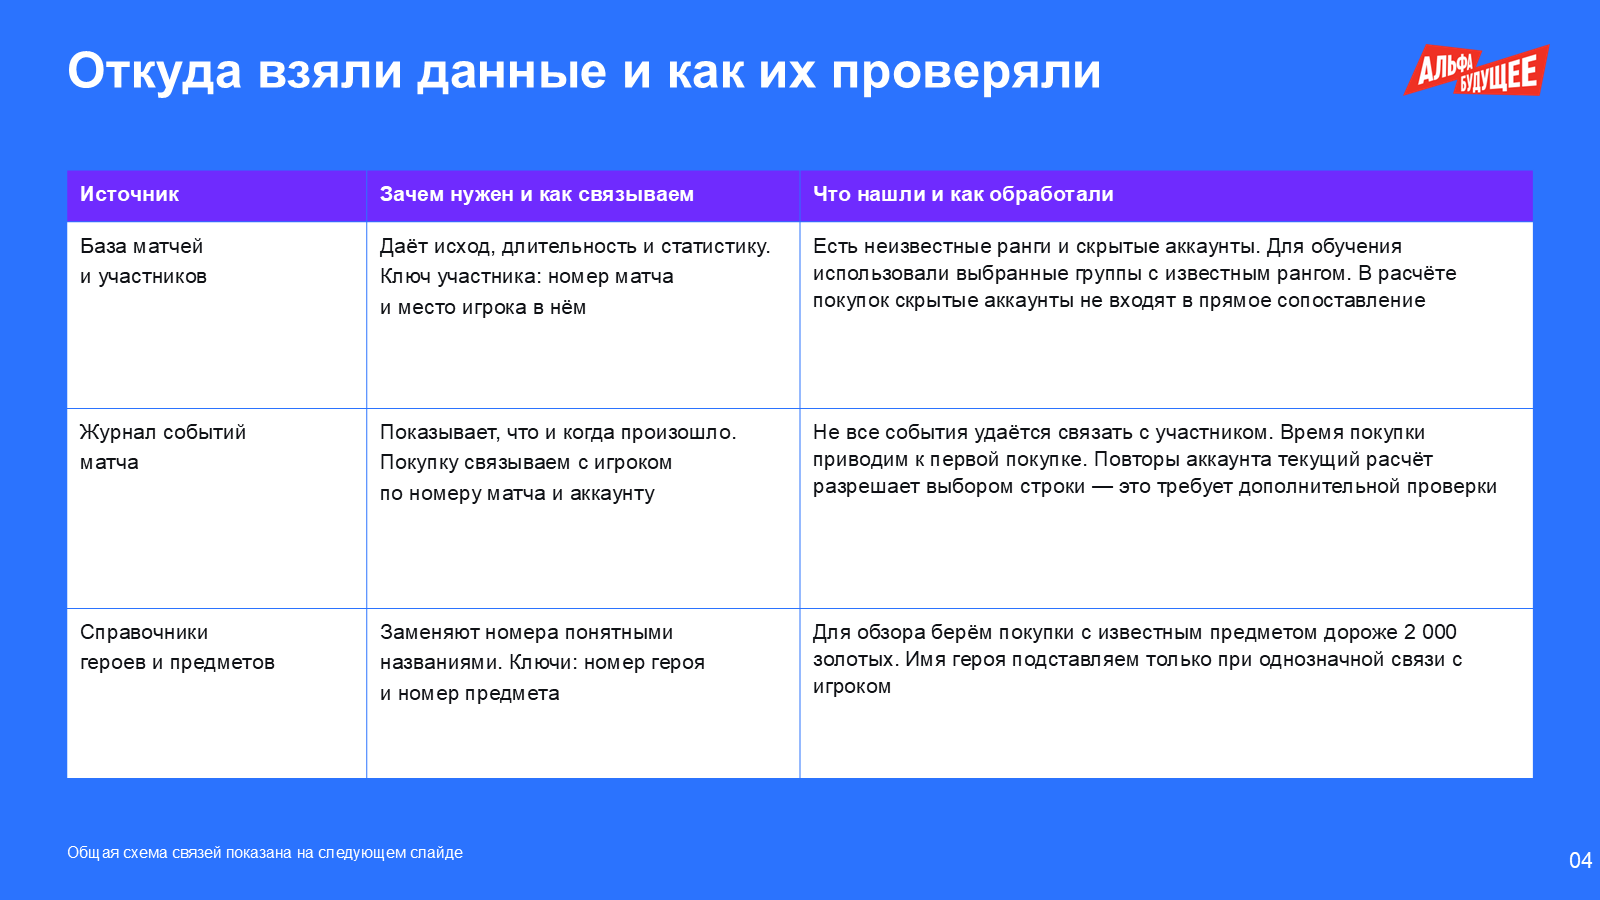 Откуда взяли данные и как их проверяли
АЛЬФА
БУДУЩЕЕ
Источник
Зачем нужен и как связываем
Что нашли и как обработали
База матчей
и участников
Даёт исход, длительность и статистику.
Ключ участника: номер матча
и место игрока в нём
Есть неизвестные ранги и скрытые аккаунты. Для обучения
использовали выбранные группы с известным рангом. В расчёте
покупок скрытые аккаунты не входят в прямое сопоставление
Журнал событий
матча
Показывает, что и когда произошло.
Покупку связываем с игроком
по номеру матча и аккаунту
Не все события удаётся связать с участником. Время покупки
приводим к первой покупке. Повторы аккаунта текущий расчёт
разрешает выбором строки — это требует дополнительной проверки
Справочники
героев и предметов
Заменяют номера понятными
названиями. Ключи: номер героя
и номер предмета
Для обзора берём покупки с известным предметом дороже 2 000
золотых. Имя героя подставляем только при однозначной связи с
игроком
Общая схема связей показана на следующем слайде
04